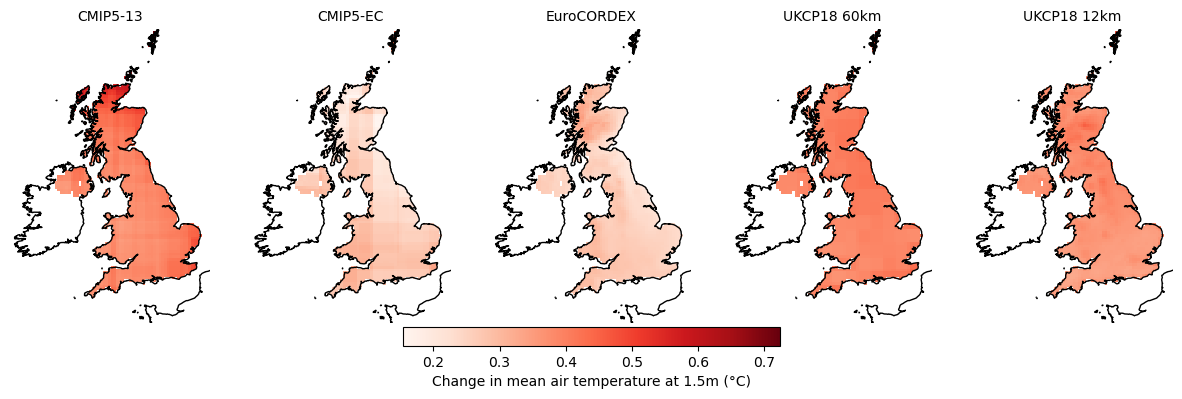 CMIP5-13
CMIP5-EC
EuroCORDEX
UKCP18 60km
UKCP18 12km
0.2
0.3
0.4
0.5
0.6
0.7
Change in mean air temperature at 1.5m (°C)